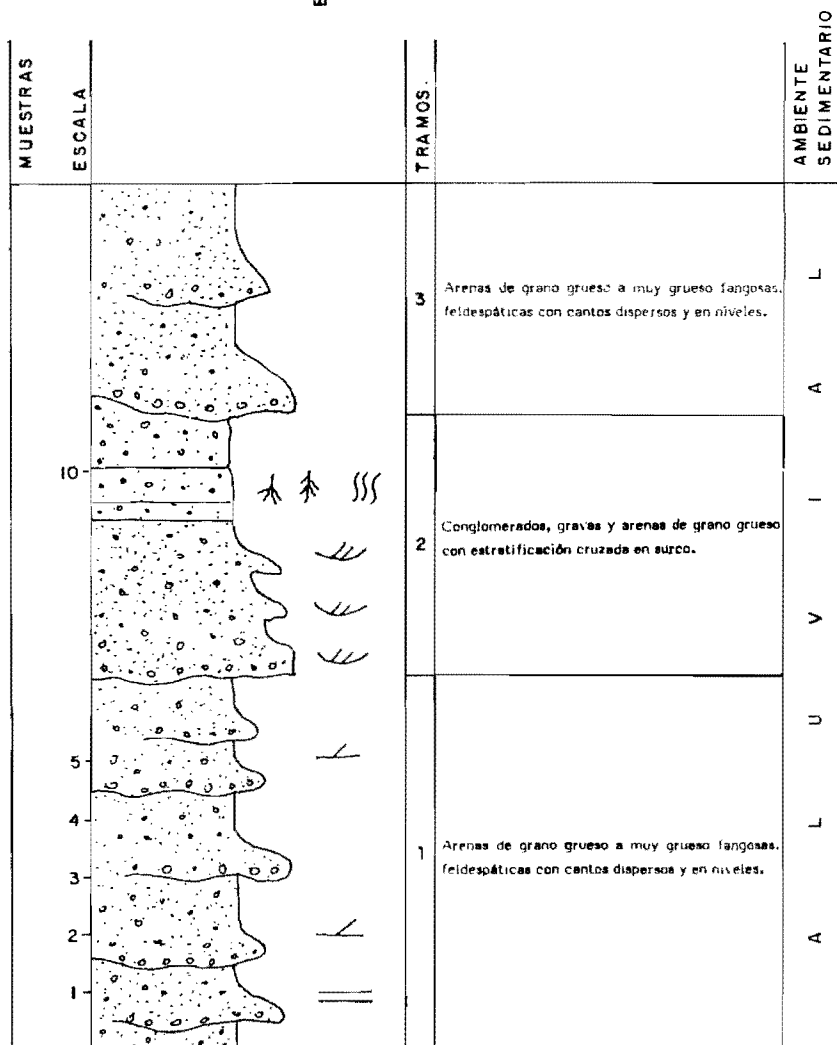 MUESTRAS
ESCALA
TRAMOS.
AMBIENTE
SEDIMENTARIO
3
Arenas de grano grueso a muy grueso fangosas,
feldespáticas con cantos dispersos y en niveles.
10
2
Conglomerados, gravas y arenas de grano grueso
con estratificación cruzada en surco.
5
4
3
2
1
1
Arenas de grano grueso a muy grueso fangosas,
feldespáticas con cantos dispersos y en niveles.
ALUVIAL